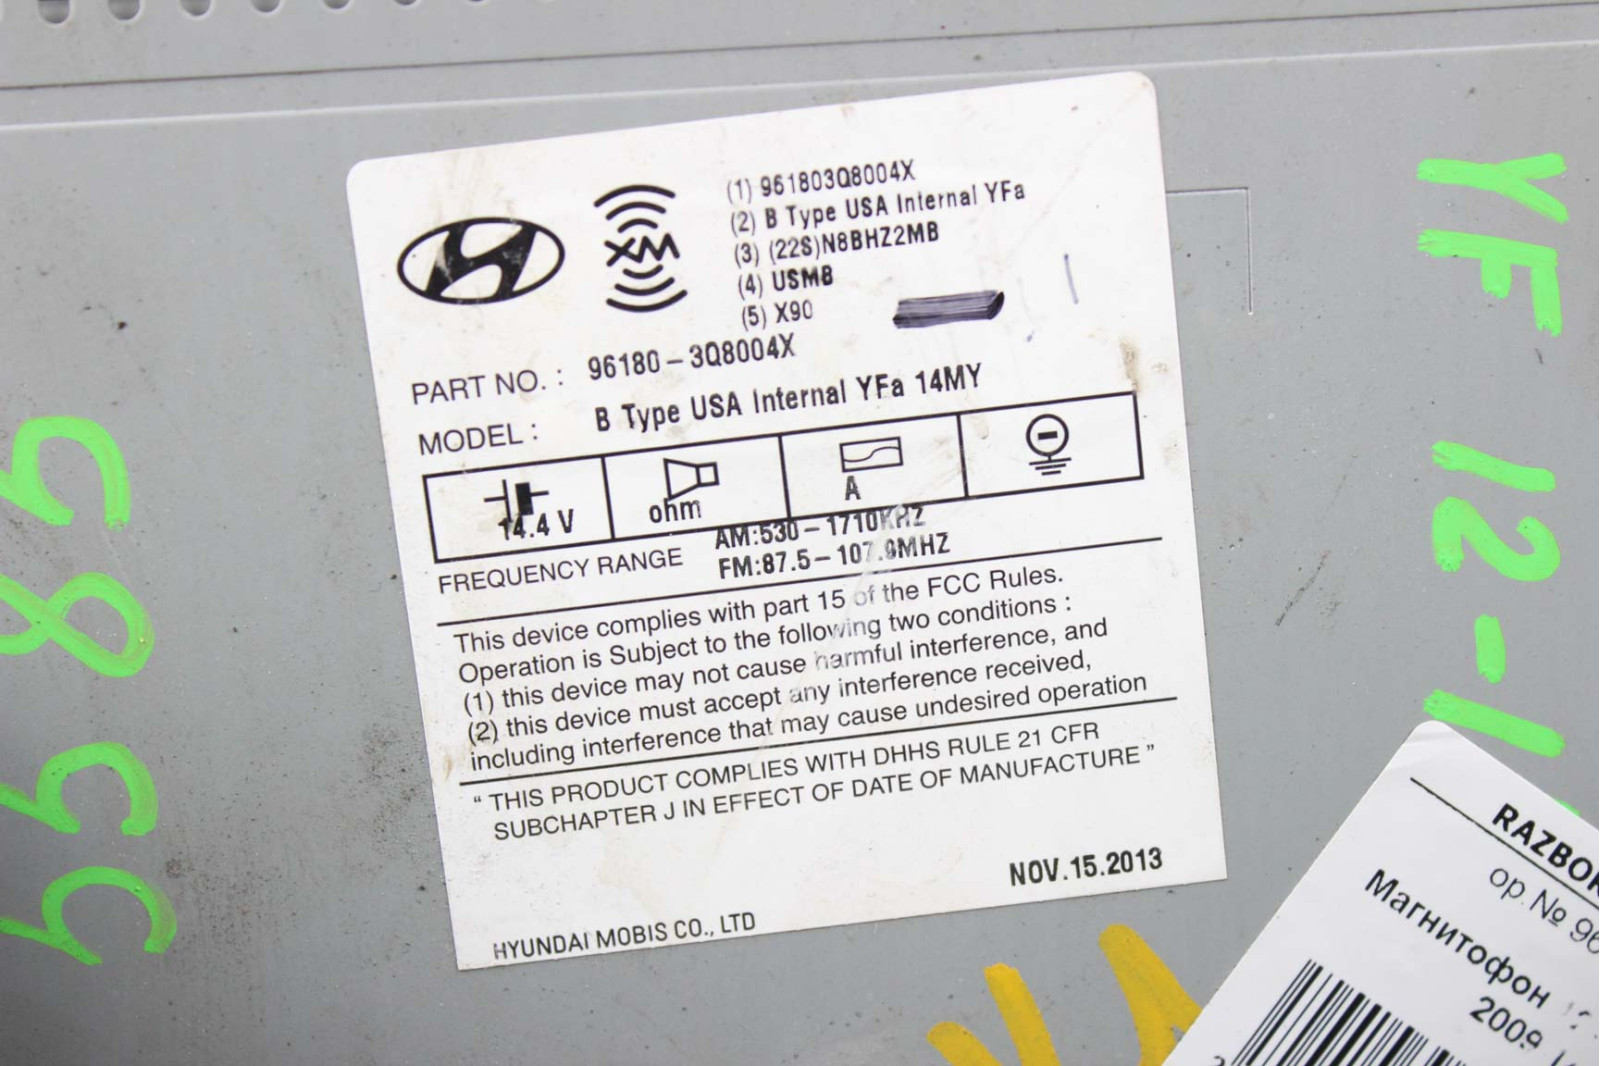 XM
(1) 961803Q8004X
(2) B Type USA Internal YFa
(3) (22S)N8BHZ2MB
(4) USMB
(5) X90
PART NO. : 96180-3Q8004X
MODEL : B Type USA Internal YFa 14MY
14.4 V
ohm
A
FREQUENCY RANGE AM:530-1710KHZ
FM:87.5-107.9MHZ
This device complies with part 15 of the FCC Rules.
Operation is Subject to the following two conditions :
(1) this device may not cause harmful interference, and
(2) this device must accept any interference received,
including interference that may cause undesired operation
“ THIS PRODUCT COMPLIES WITH DHHS RULE 21 CFR
SUBCHAPTER J IN EFFECT OF DATE OF MANUFACTURE ”
NOV.15.2013
HYUNDAI MOBIS CO., LTD
YF 12-1
ор. №
Магнитофон
2009